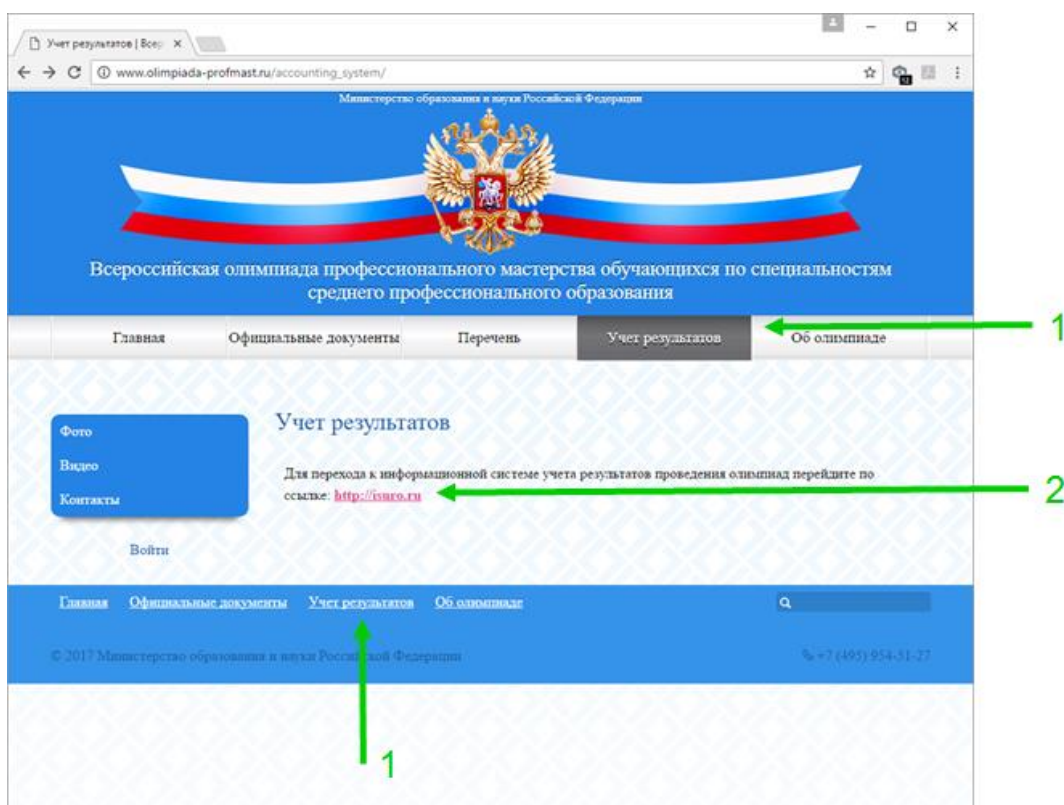 Учет результатов | Всер
www.olimpiada-profmast.ru/accounting_system/
Министерство образования и науки Российской Федерации
Всероссийская олимпиада профессионального мастерства обучающихся по специальностям
среднего профессионального образования
Главная Официальные документы Перечень Учет результатов Об олимпиаде
1
Учет результатов
Фото
Видео
Контакты
Для перехода к информационной системе учета результатов проведения олимпиад перейдите по
ссылке: http://isuro.ru
2
Войти
Главная Официальные документы Учет результатов Об олимпиаде
© 2017 Министерство образования и науки Российской Федерации +7 (495) 954-51-27
1